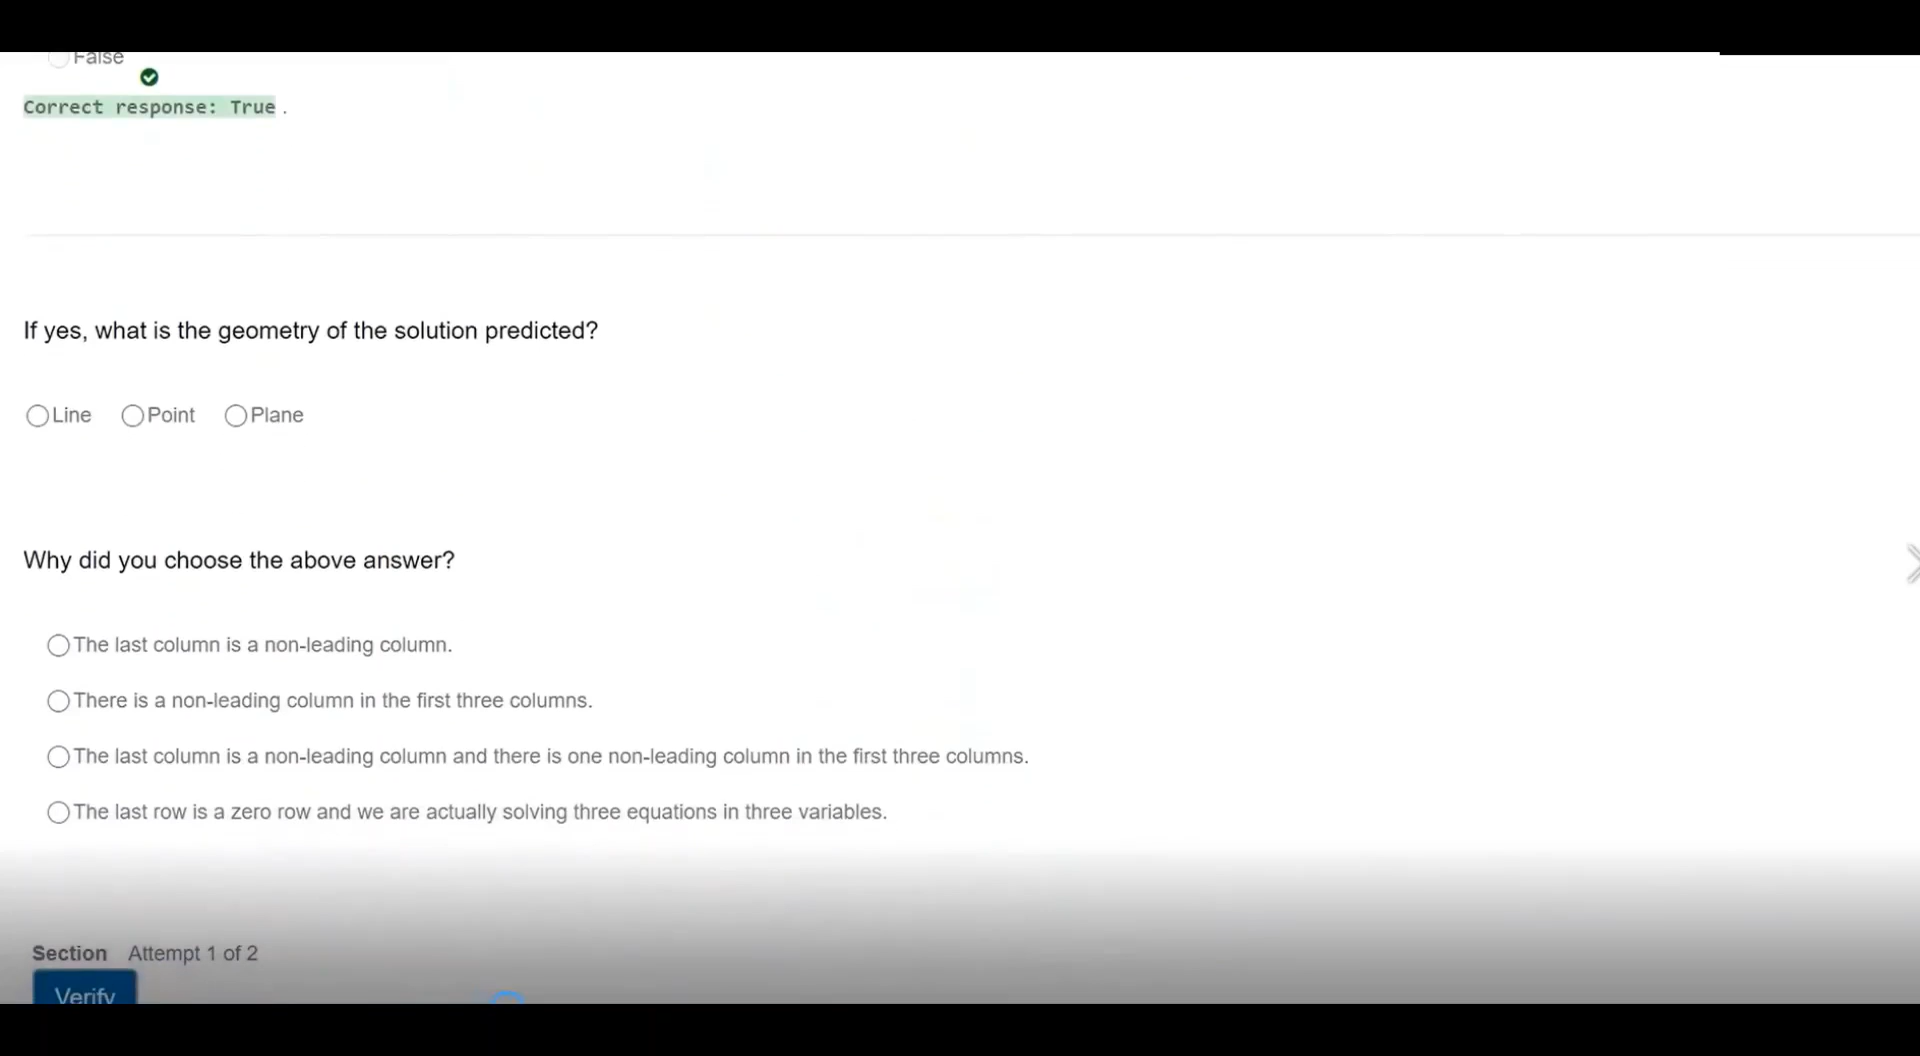 False
Correct response: True .
If yes, what is the geometry of the solution predicted?
Line Point Plane
Why did you choose the above answer?
The last column is a non-leading column.
There is a non-leading column in the first three columns.
The last column is a non-leading column and there is one non-leading column in the first three columns.
The last row is a zero row and we are actually solving three equations in three variables.
Section Attempt 1 of 2
Verify